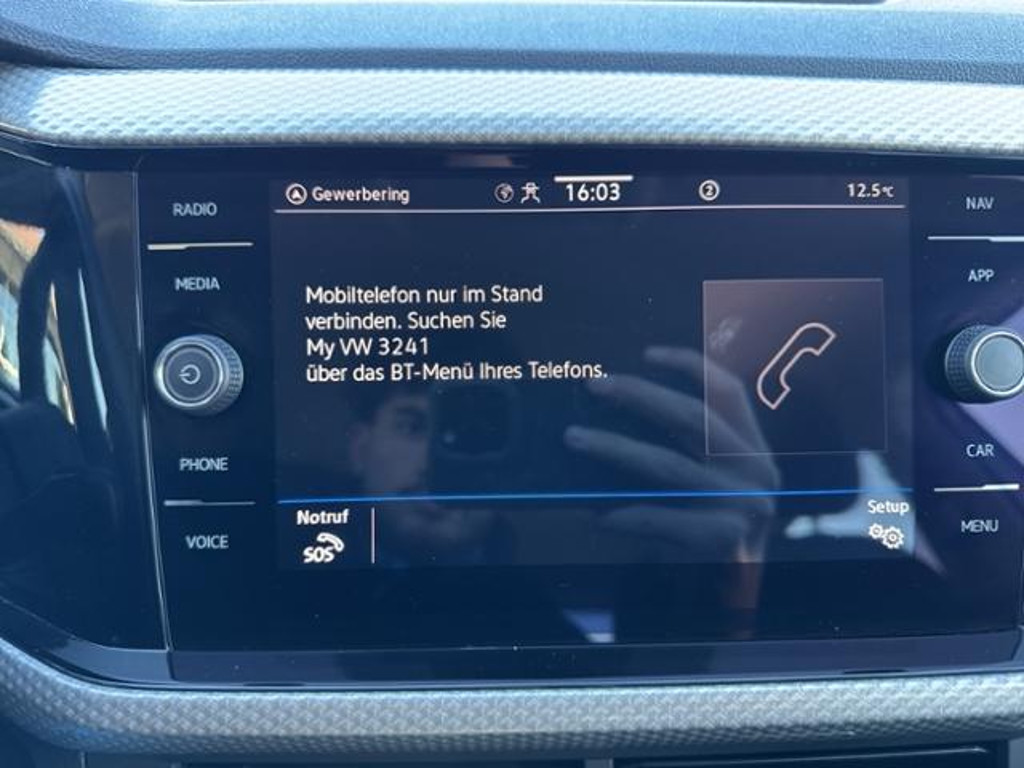 Gewerbering 16:03 2 12.5°C
RADIO
NAV
MEDIA
APP
Mobiltelefon nur im Stand
verbinden. Suchen Sie
My VW 3241
über das BT-Menü Ihres Telefons.
PHONE
CAR
VOICE
MENU
Notruf
SOS
Setup